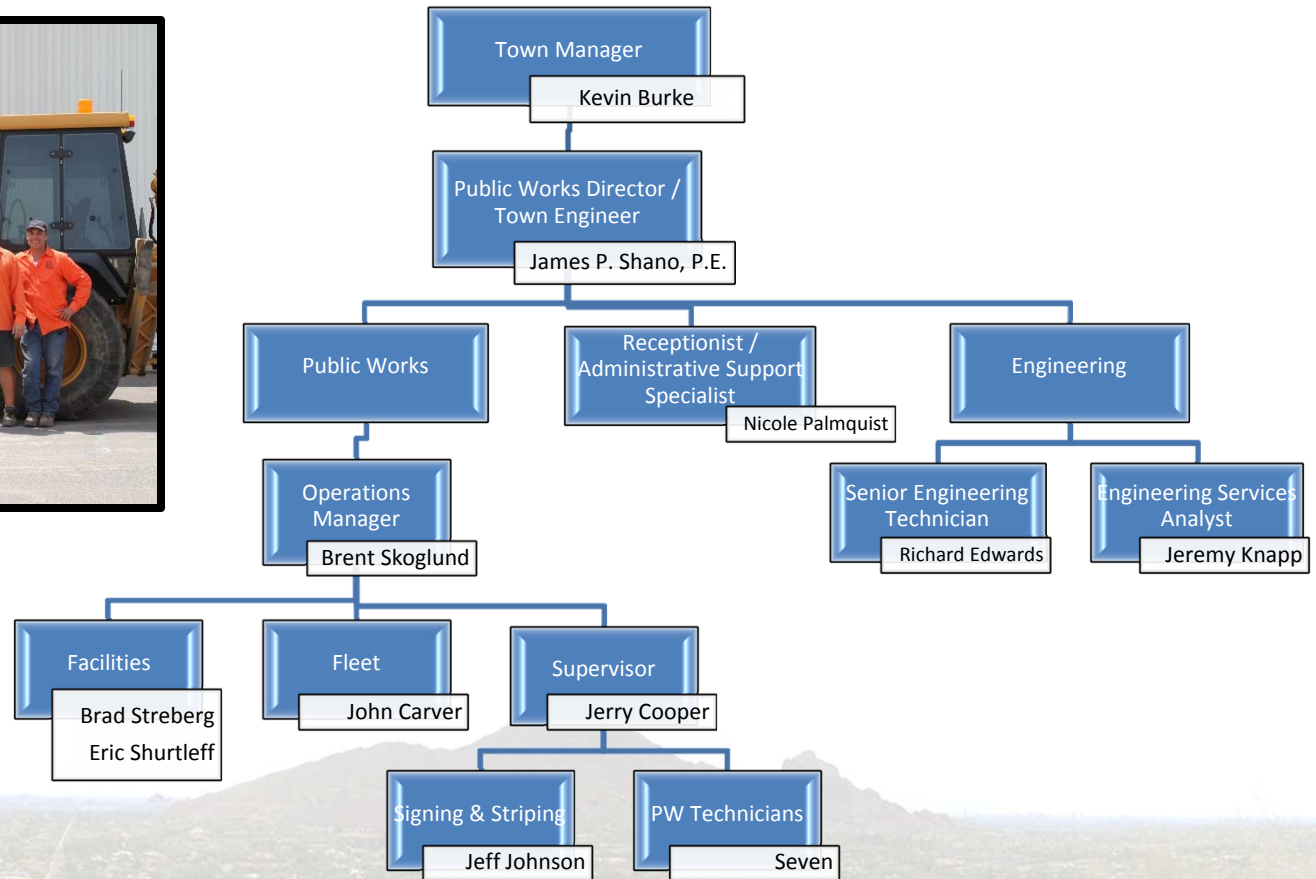 Town Manager
Kevin Burke
Public Works Director /
Town Engineer
James P. Shano, P.E.
Public Works
Receptionist /
Administrative Support
Specialist
Nicole Palmquist
Engineering
Operations
Manager
Brent Skoglund
Senior Engineering
Technician
Richard Edwards
Engineering Services
Analyst
Jeremy Knapp
Facilities
Brad Streberg
Eric Shurtleff
Fleet
John Carver
Supervisor
Jerry Cooper
Signing & Striping
Jeff Johnson
PW Technicians
Seven